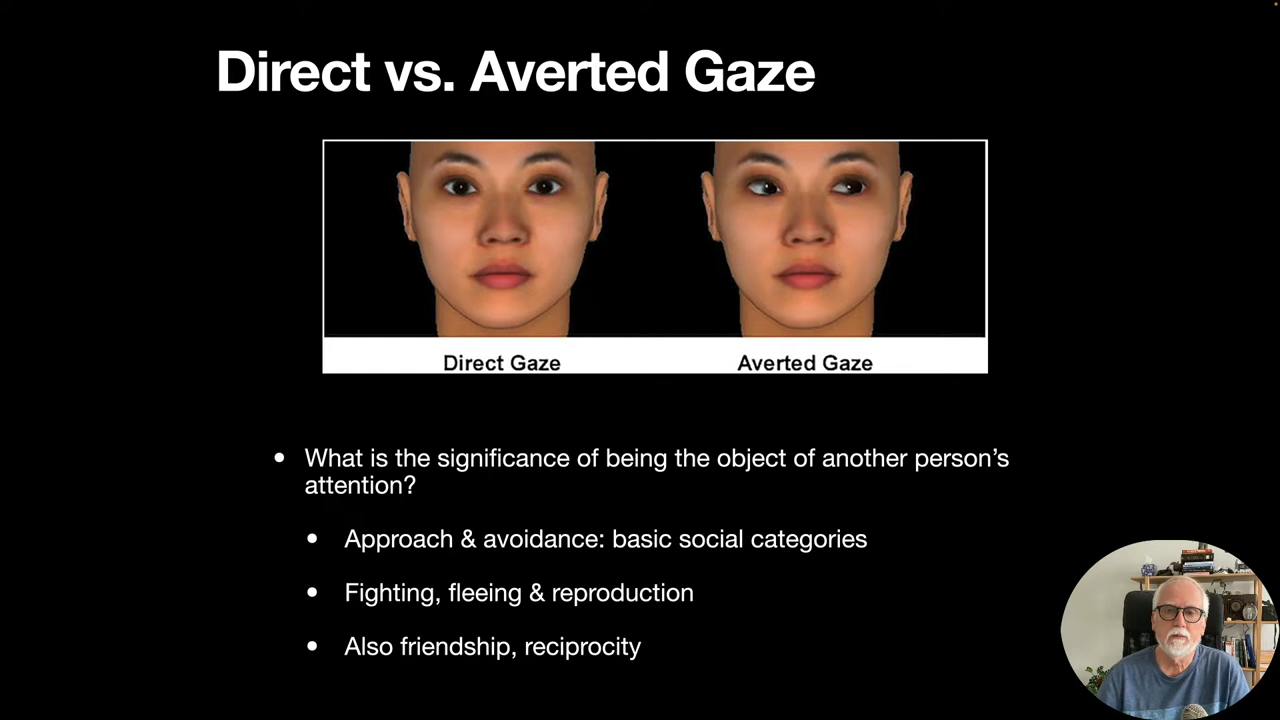 Direct vs. Averted Gaze
Direct Gaze
Averted Gaze
• What is the significance of being the object of another person’s
attention?
• Approach & avoidance: basic social categories
• Fighting, fleeing & reproduction
• Also friendship, reciprocity